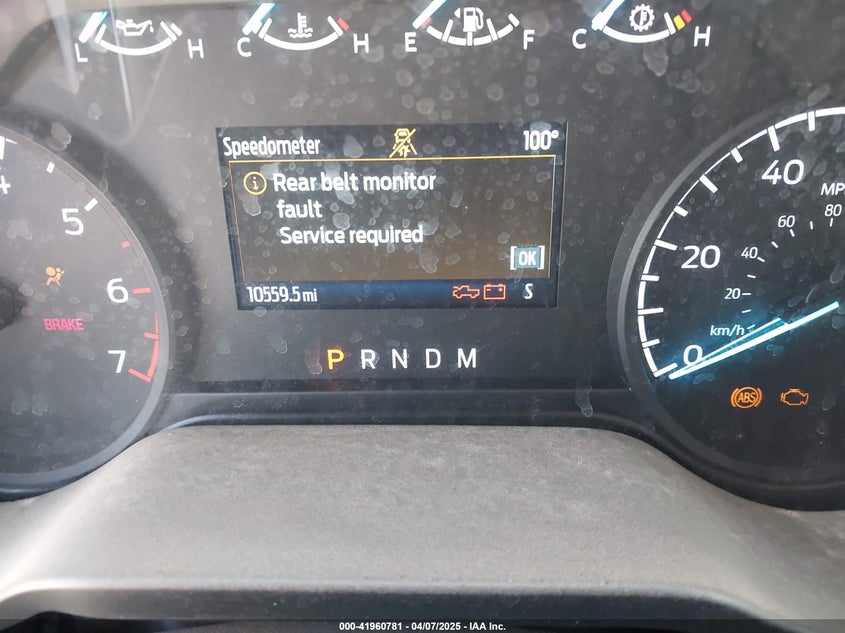 L H C H E F C H
Speedometer 100°
Rear belt monitor
fault
Service required
OK
10559.5 mi S
4 5 6 7
BRAKE
P R N D M
0 20 40
20 40 60 80
km/h
ABS
000-41960781 - 04/07/2025 - IAA Inc.